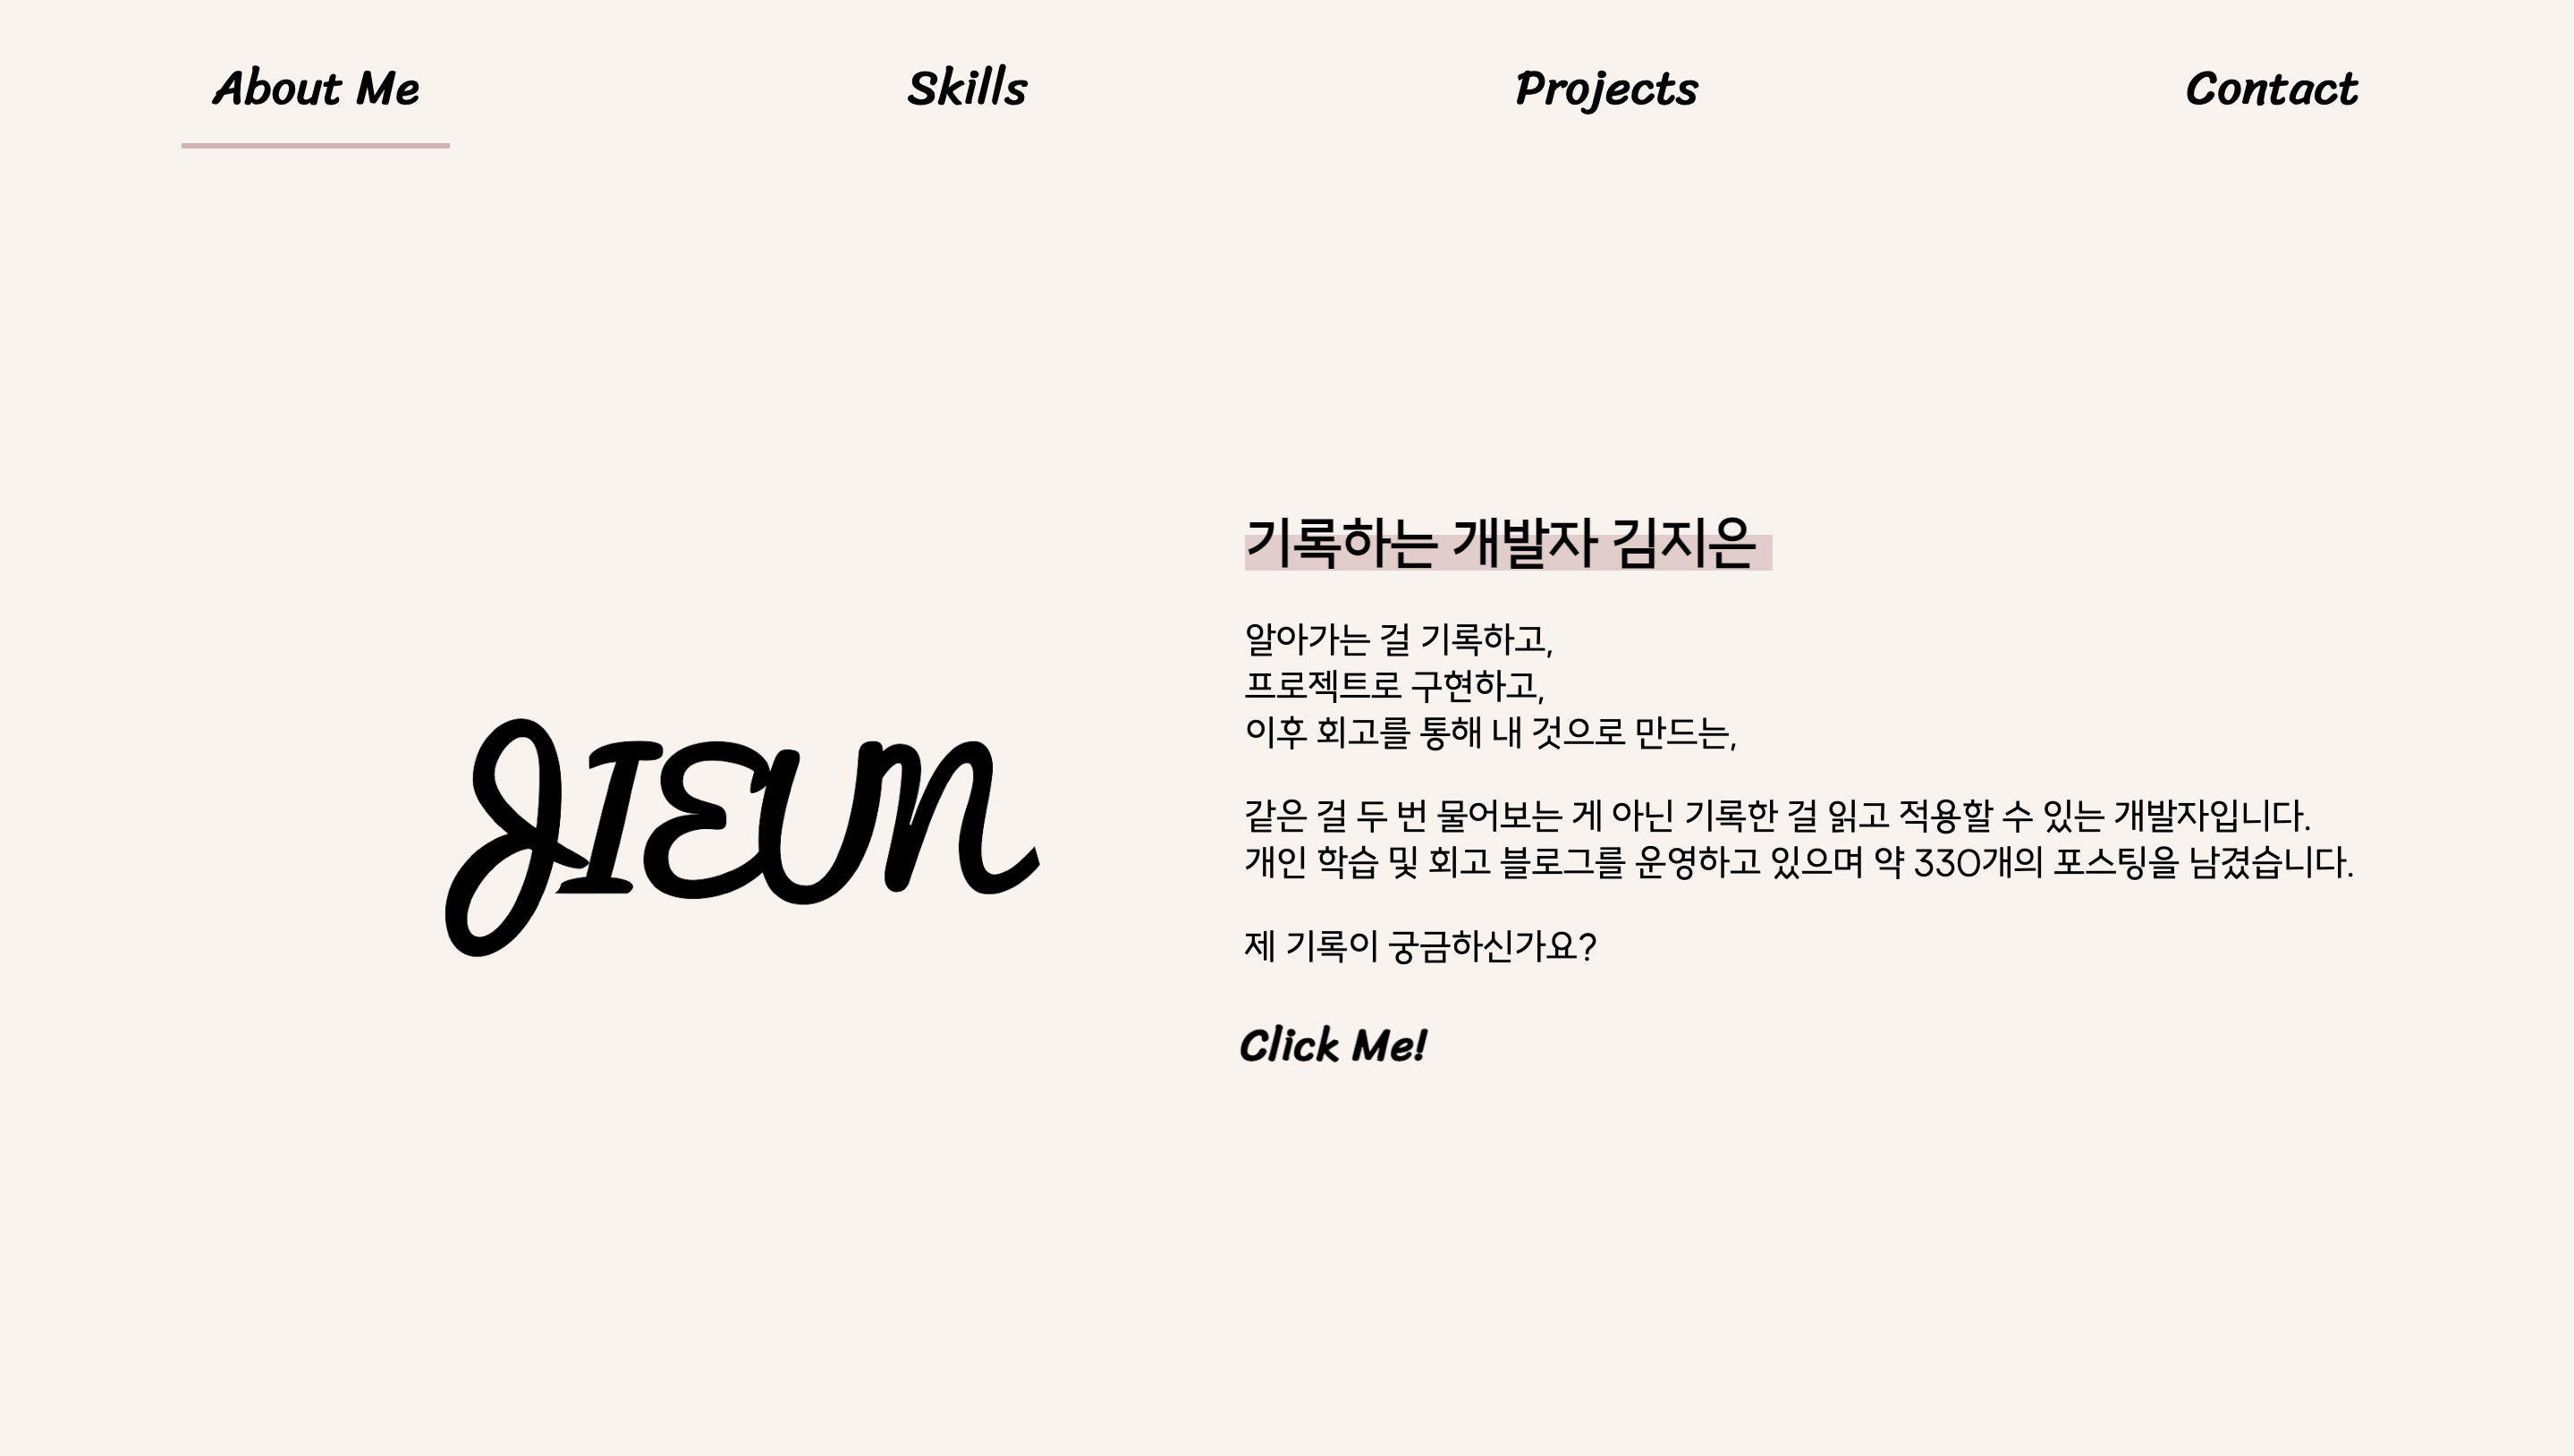 About Me
Skills
Projects
Contact
JIEUN
기록하는 개발자 김지은
알아가는 걸 기록하고,
프로젝트로 구현하고,
이후 회고를 통해 내 것으로 만드는,
같은 걸 두 번 물어보는 게 아닌 기록한 걸 읽고 적용할 수 있는 개발자입니다.
개인 학습 및 회고 블로그를 운영하고 있으며 약 330개의 포스팅을 남겼습니다.
제 기록이 궁금하신가요?
Click Me!